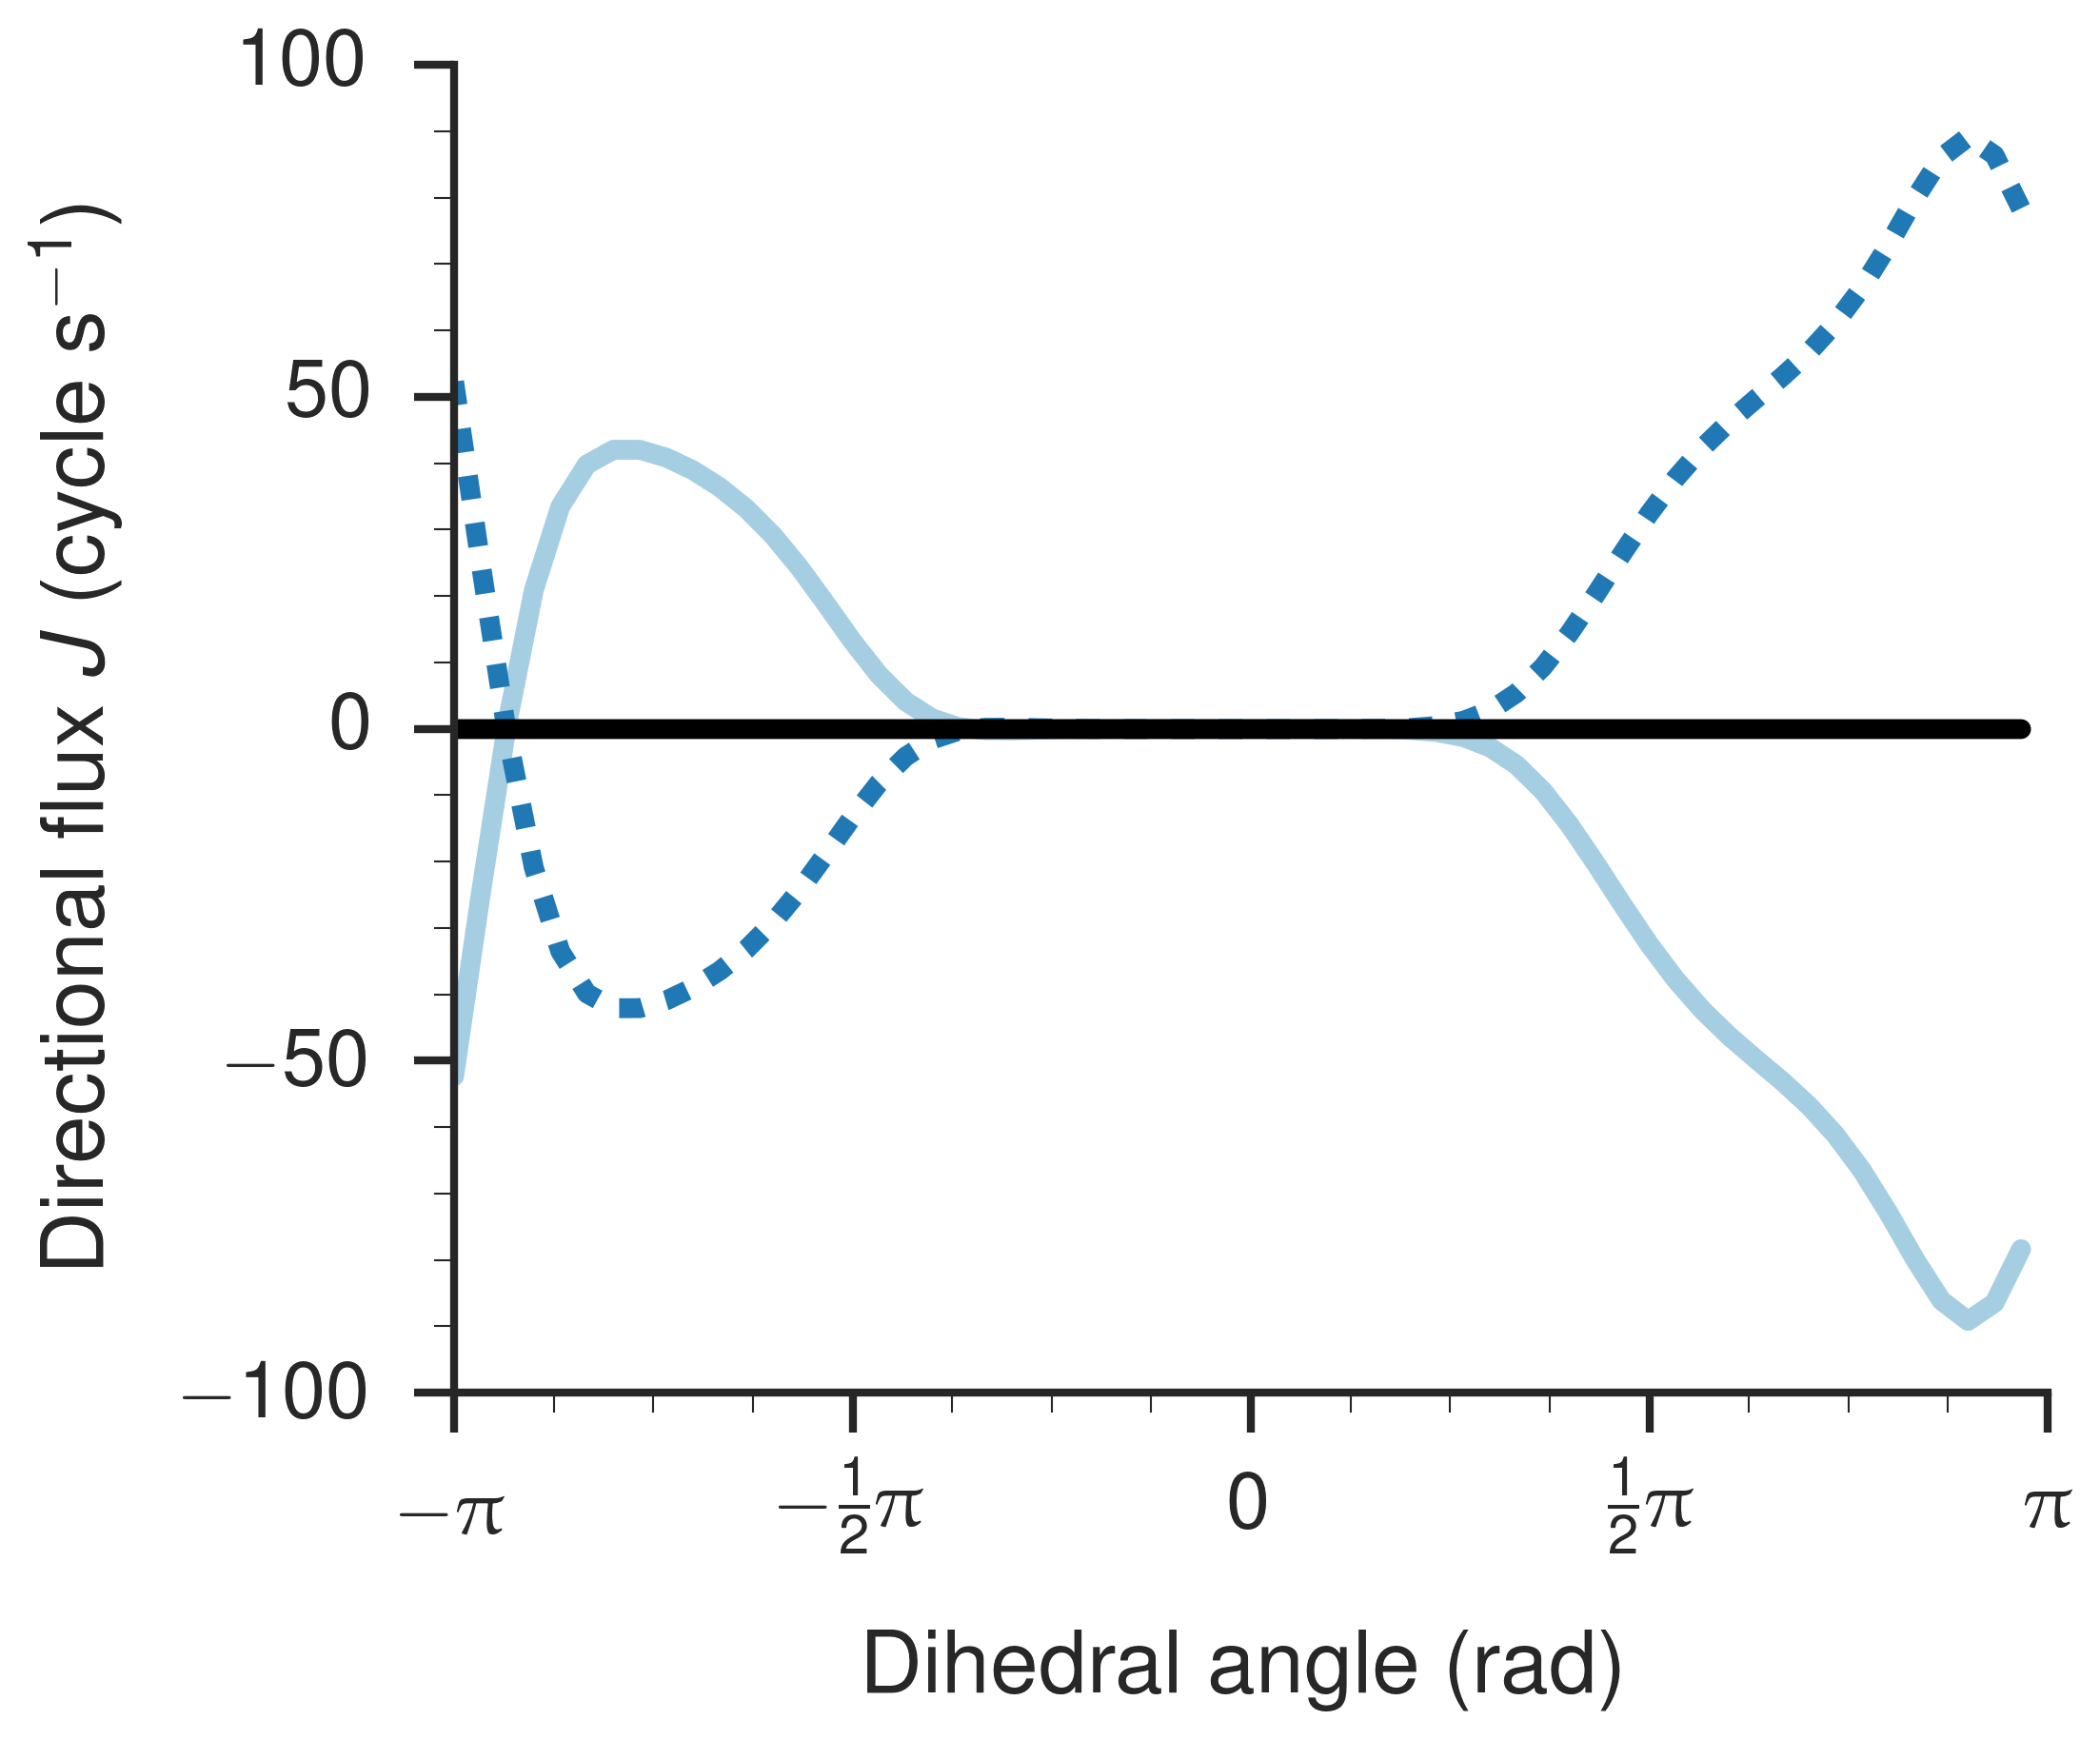 Directional flux J (cycle s⁻¹)
100
50
0
−50
−100
−π
−½π
0
½π
π
Dihedral angle (rad)